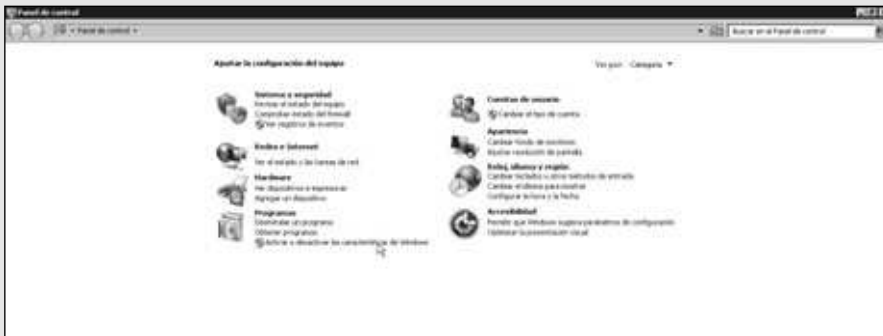 Panel de control
Panel de control
Buscar en el Panel de control
Ajustar la configuración del equipo
Ver por: Categoría
Sistema y seguridad
Revisar el estado del equipo
Comprobar estado del firewall
Ver registros de eventos
Redes e Internet
Ver el estado y las tareas de red
Hardware
Ver dispositivos e impresoras
Agregar un dispositivo
Programas
Desinstalar un programa
Obtener programas
Activar o desactivar las características de Windows
Cuentas de usuario
Cambiar el tipo de cuenta
Apariencia
Cambiar fondo de escritorio
Ajustar resolución de pantalla
Reloj, idioma y región
Cambiar teclados u otros métodos de entrada
Cambiar el idioma para mostrar
Configurar la hora y la fecha
Accesibilidad
Permitir que Windows sugiera parámetros de configuración
Optimizar la presentación visual